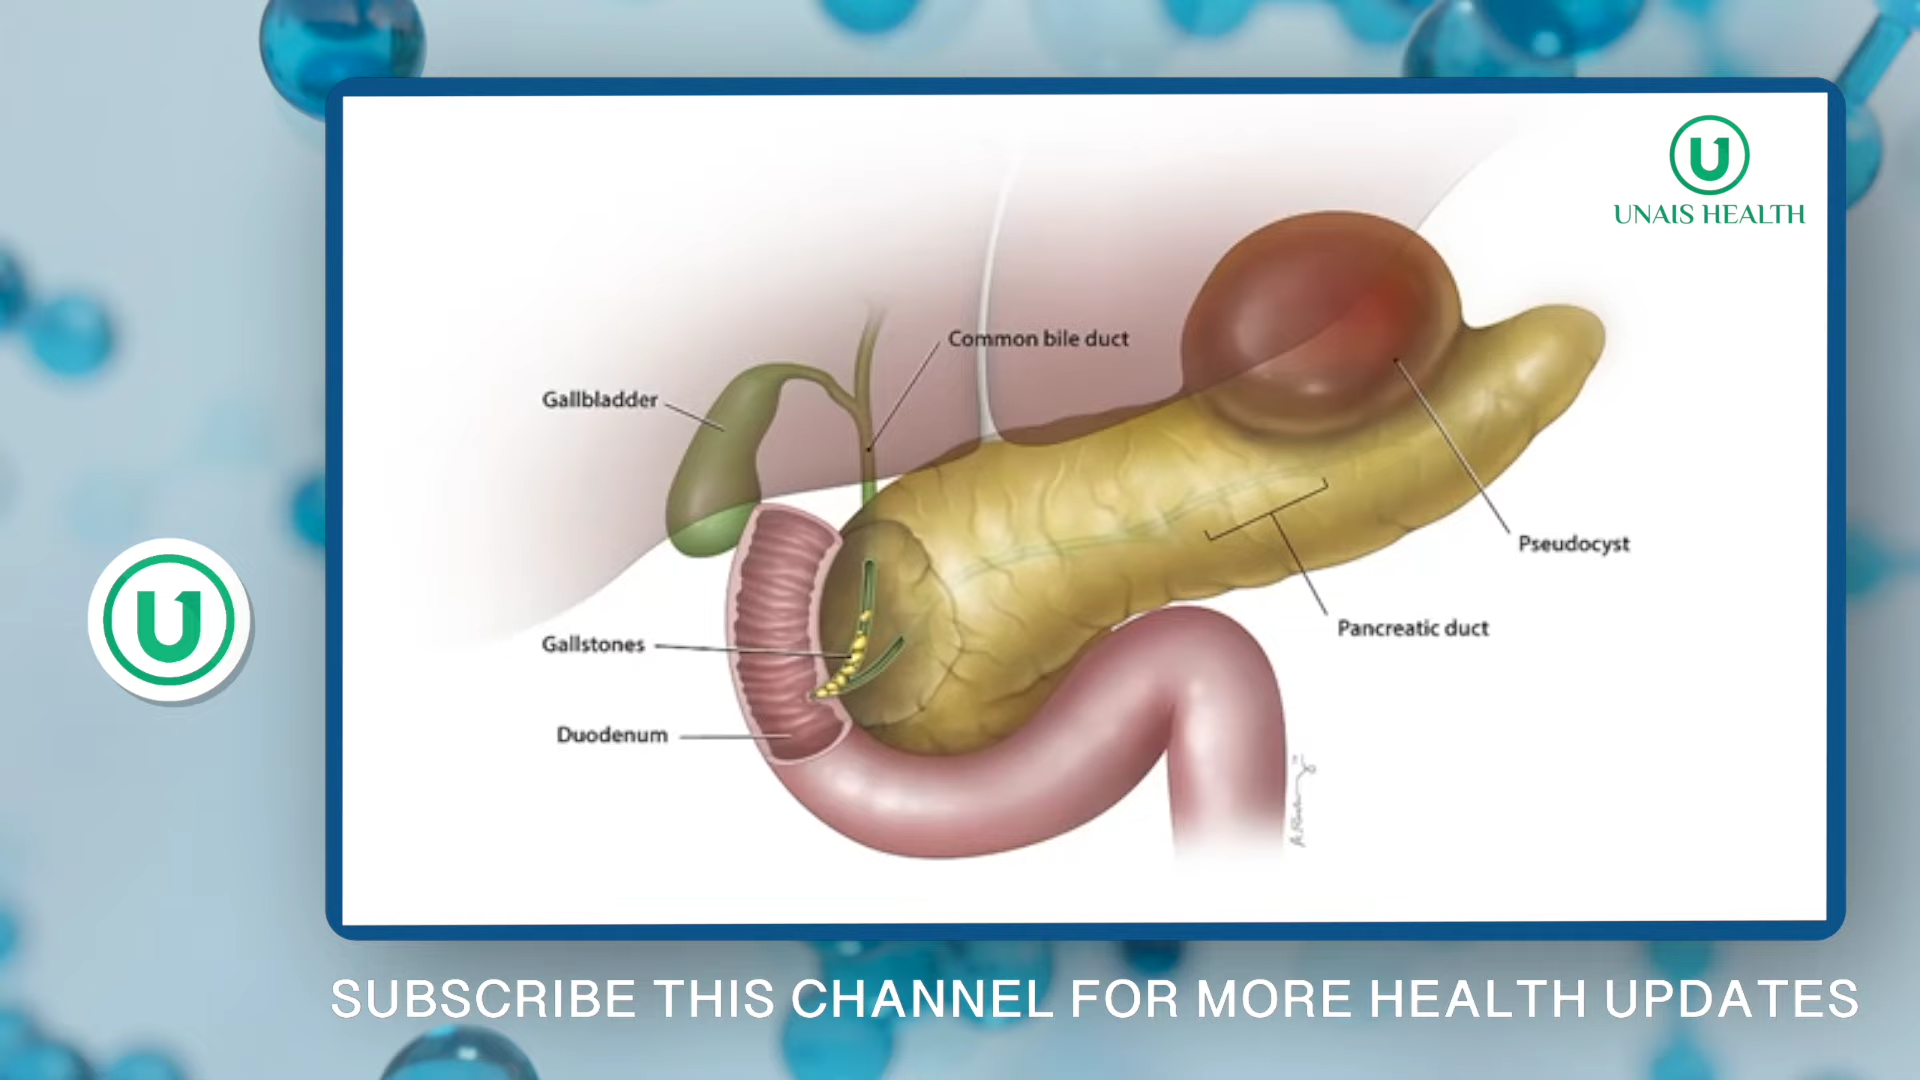 UNAIS HEALTH
Common bile duct
Gallbladder
Pseudocyst
Pancreatic duct
Gallstones
Duodenum
SUBSCRIBE THIS CHANNEL FOR MORE HEALTH UPDATES